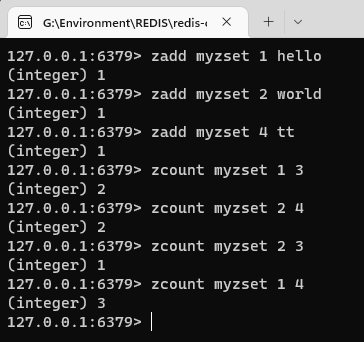 G:\Environment\REDIS\redis-c
127.0.0.1:6379> zadd myzset 1 hello
(integer) 1
127.0.0.1:6379> zadd myzset 2 world
(integer) 1
127.0.0.1:6379> zadd myzset 4 tt
(integer) 1
127.0.0.1:6379> zcount myzset 1 3
(integer) 2
127.0.0.1:6379> zcount myzset 2 4
(integer) 2
127.0.0.1:6379> zcount myzset 2 3
(integer) 1
127.0.0.1:6379> zcount myzset 1 4
(integer) 3
127.0.0.1:6379>